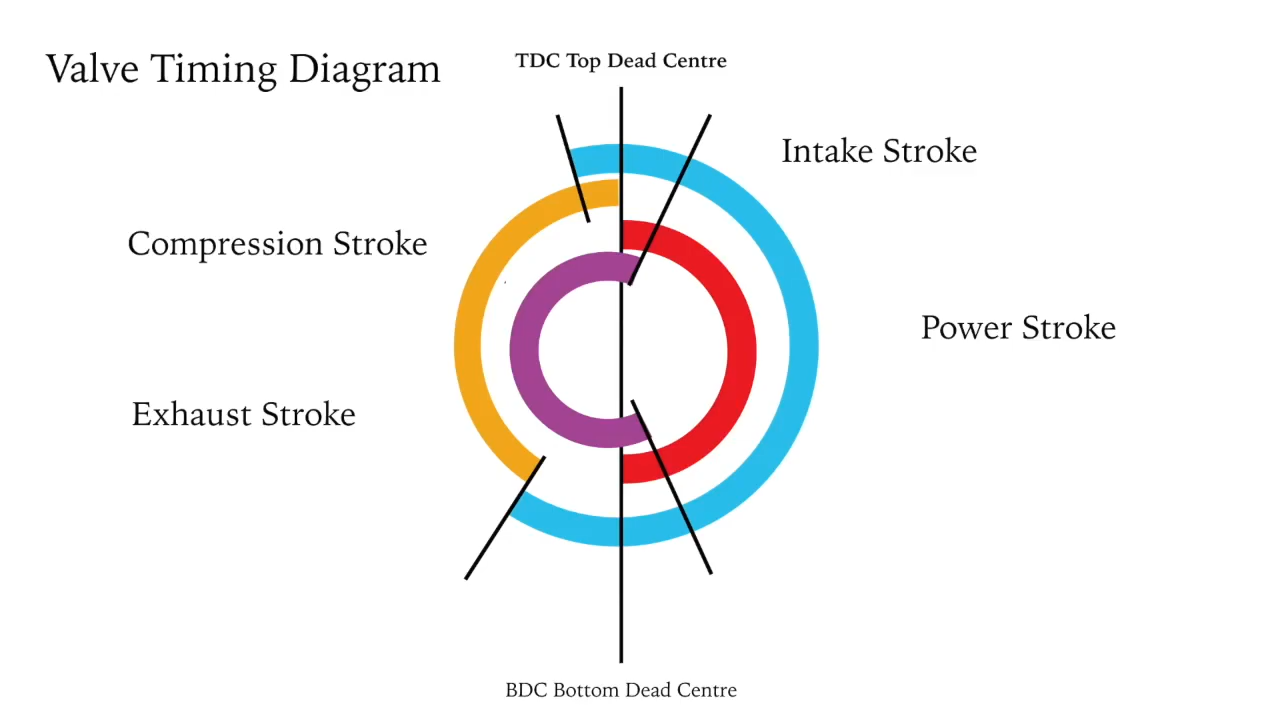 Valve Timing Diagram
TDC Top Dead Centre
Intake Stroke
Compression Stroke
Power Stroke
Exhaust Stroke
BDC Bottom Dead Centre